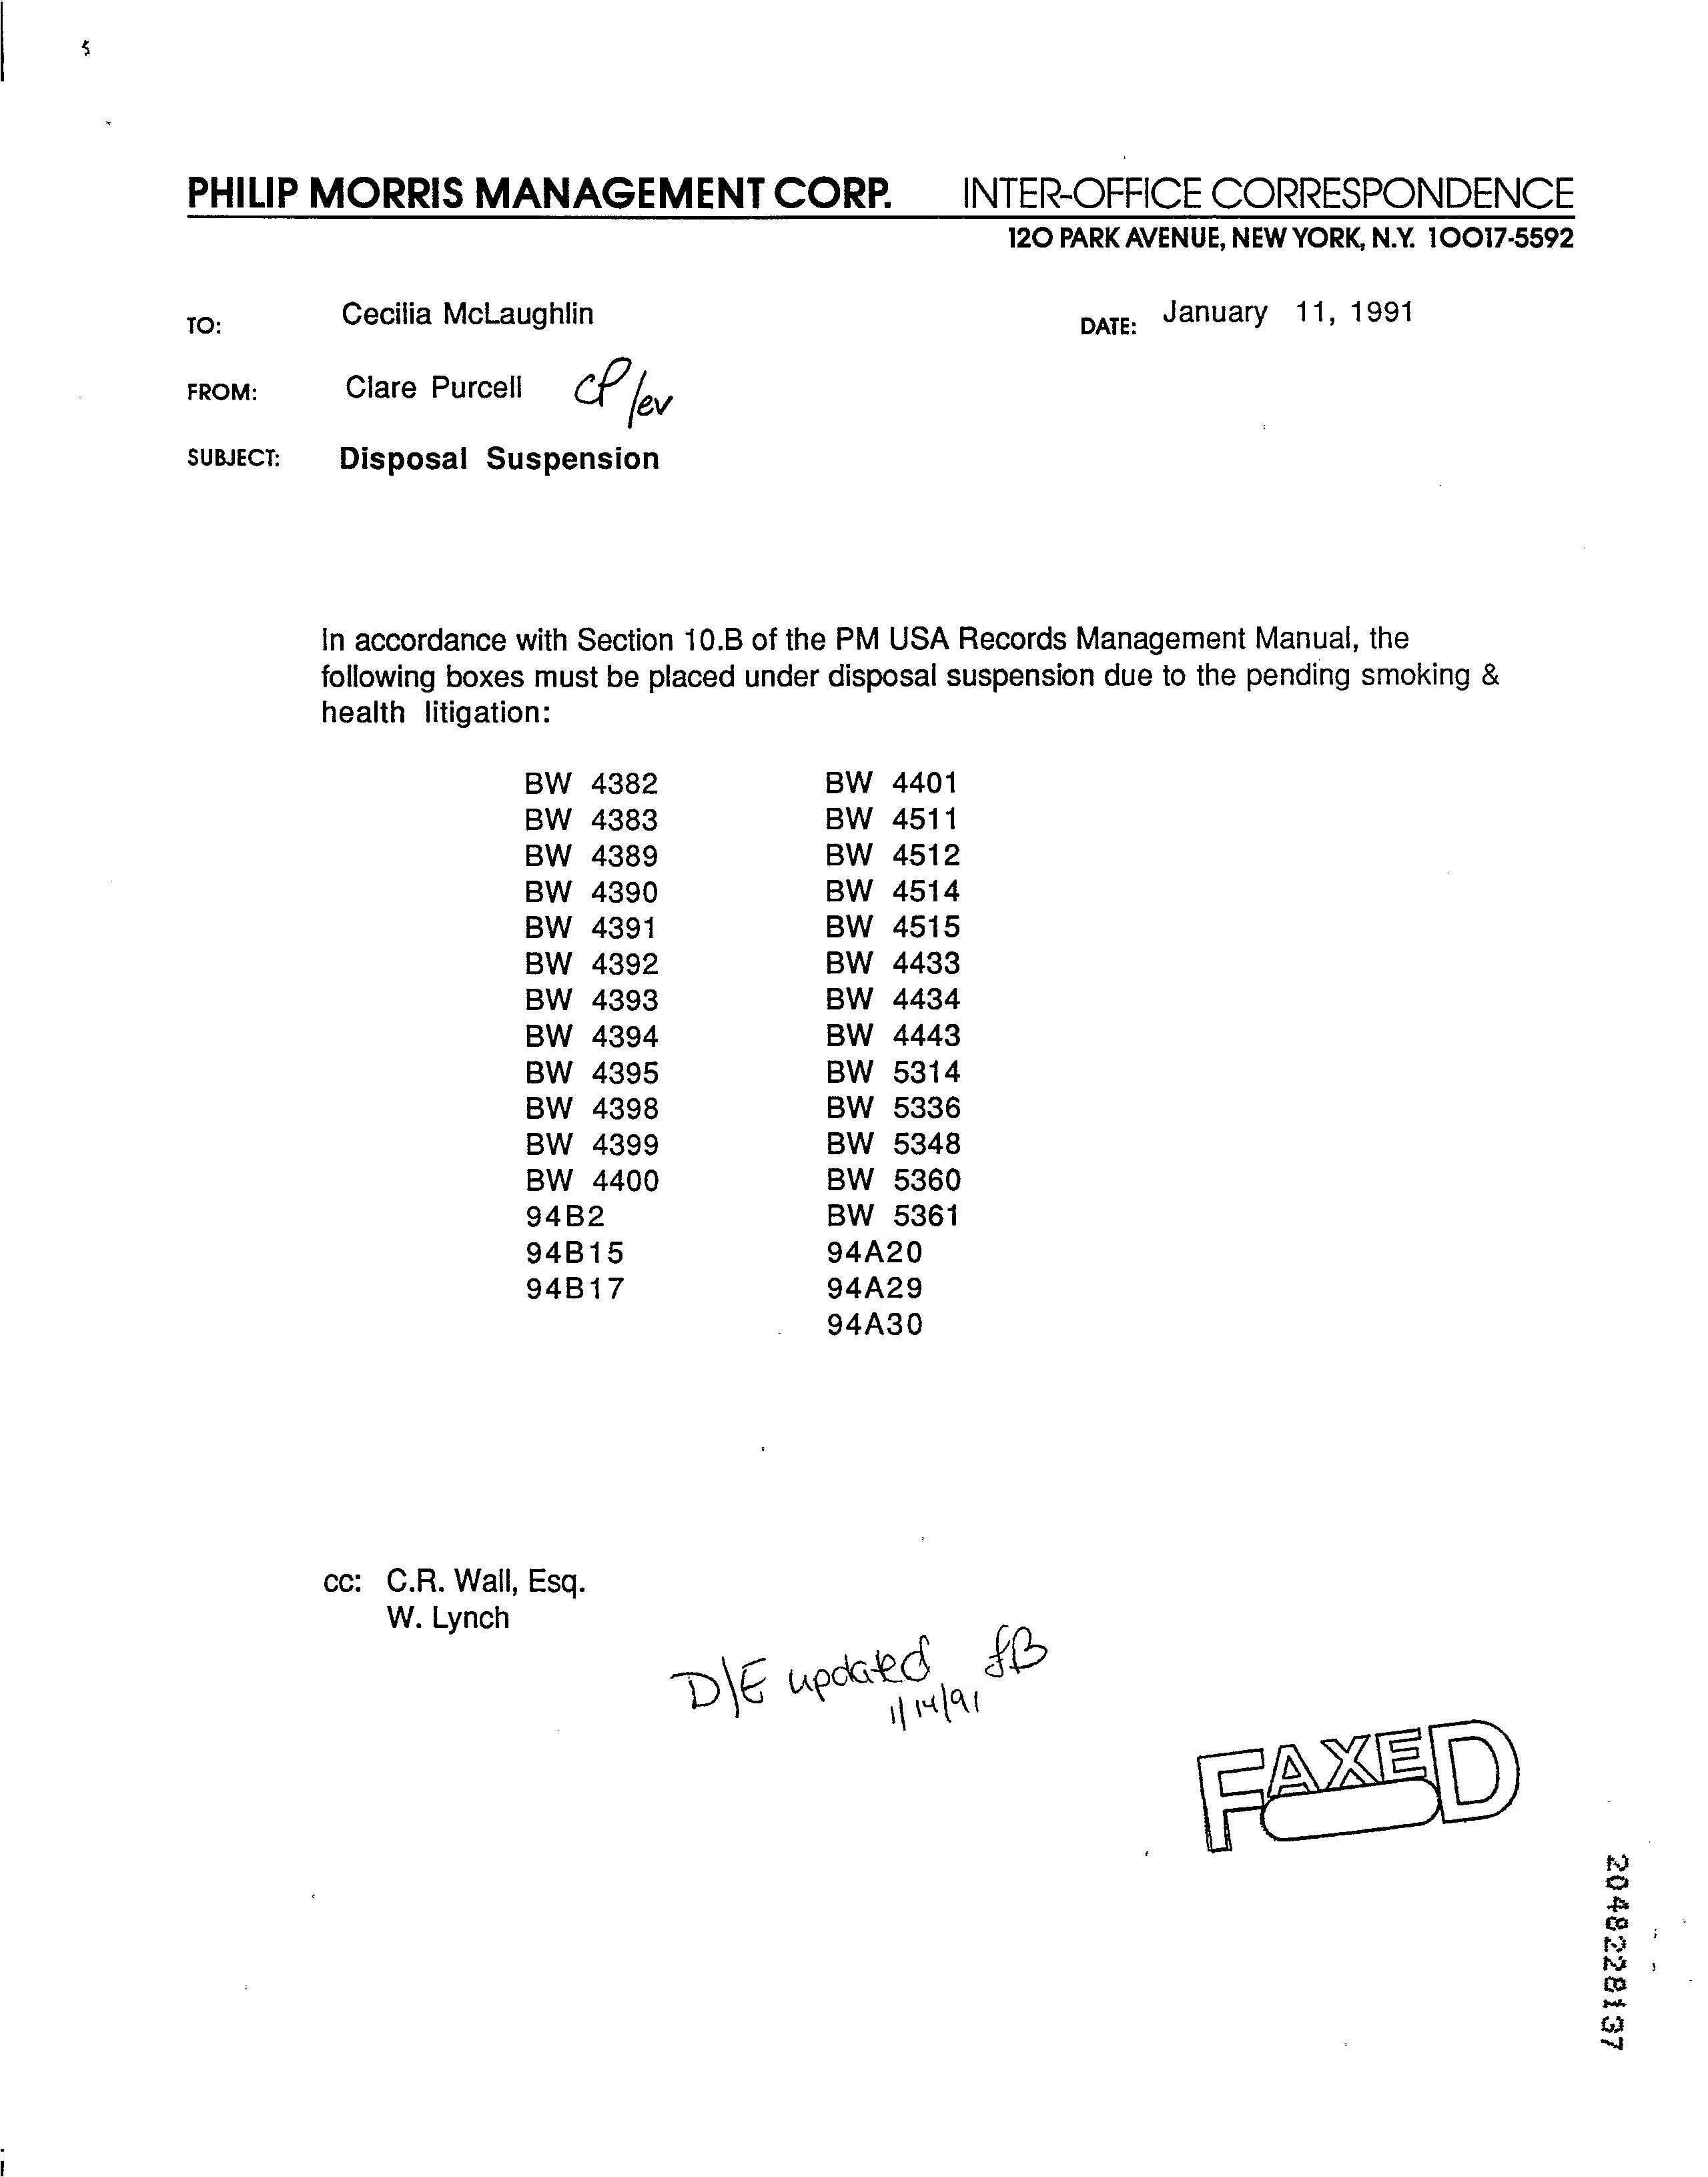 PHILIP MORRIS MANAGEMENT CORP. INTER-OFFICE CORRESPONDENCE
120 PARK AVENUE, NEW YORK, N.Y. 10017-5592
TO: Cecilia McLaughlin DATE: January 11, 1991
FROM: Clare Purcell CP/ev
SUBJECT: Disposal Suspension
In accordance with Section 10.B of the PM USA Records Management Manual, the
following boxes must be placed under disposal suspension due to the pending smoking &
health litigation:
BW 4382 BW 4401
BW 4383 BW 4511
BW 4389 BW 4512
BW 4390 BW 4514
BW 4391 BW 4515
BW 4392 BW 4433
BW 4393 BW 4434
BW 4394 BW 4443
BW 4395 BW 5314
BW 4398 BW 5336
BW 4399 BW 5348
BW 4400 BW 5360
94B2 BW 5361
94B15 94A20
94B17 94A29
94A30
cc: C.R. Wall, Esq.
W. Lynch
D\E updated fB
1/14/91
FAXED
2048228137